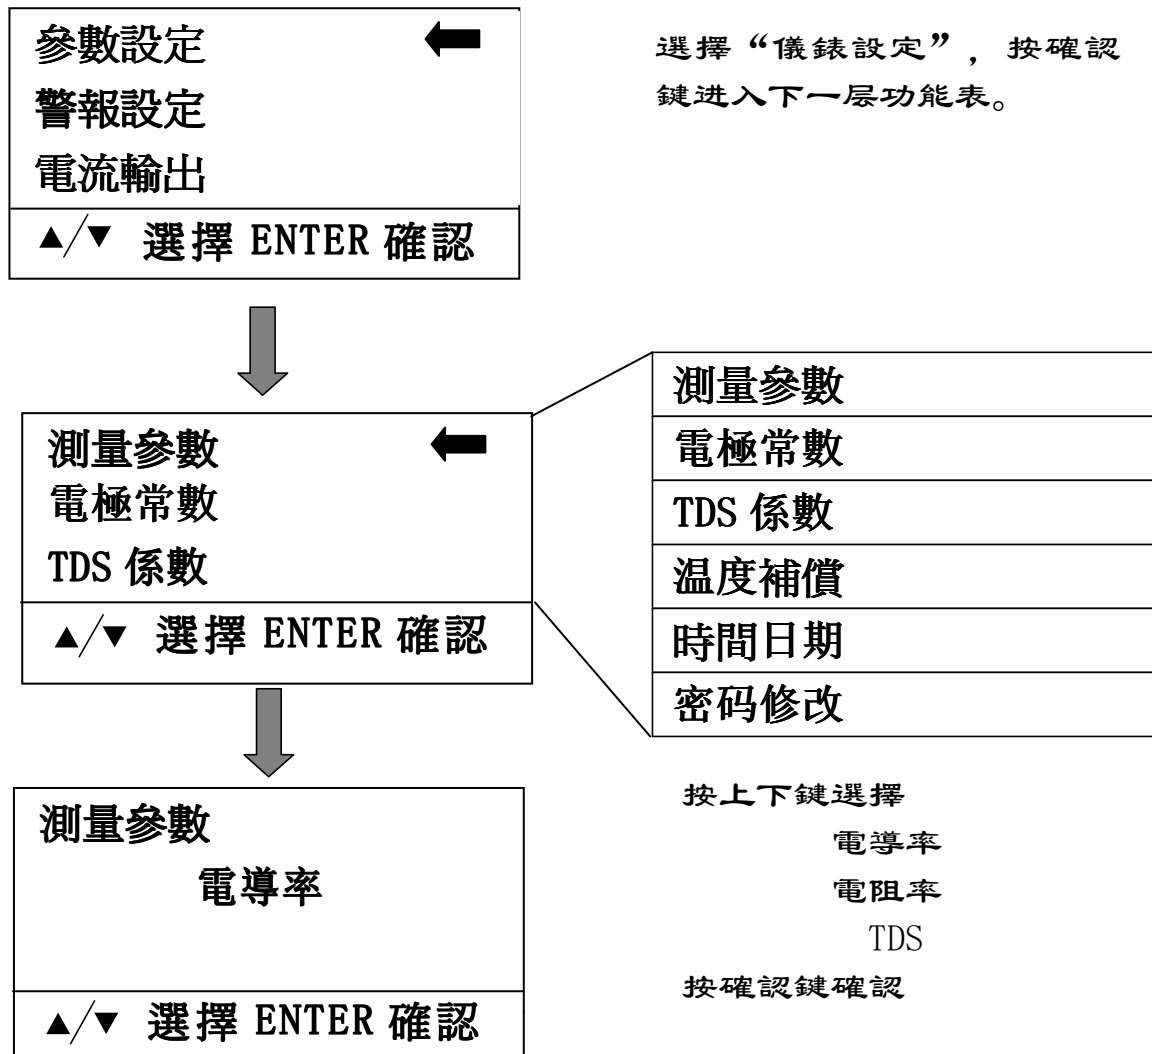 參數設定
警報設定
電流輸出
▲/▼ 選擇 ENTER 確認
選擇“儀錶設定”，按確認
鍵进入下一层功能表。
測量參數
電極常數
TDS 係數
▲/▼ 選擇 ENTER 確認
測量參數
電極常數
TDS 係數
温度補償
時間日期
密码修改
測量參數
電導率
▲/▼ 選擇 ENTER 確認
按上下鍵選擇
電導率
電阻率
TDS
按確認鍵確認